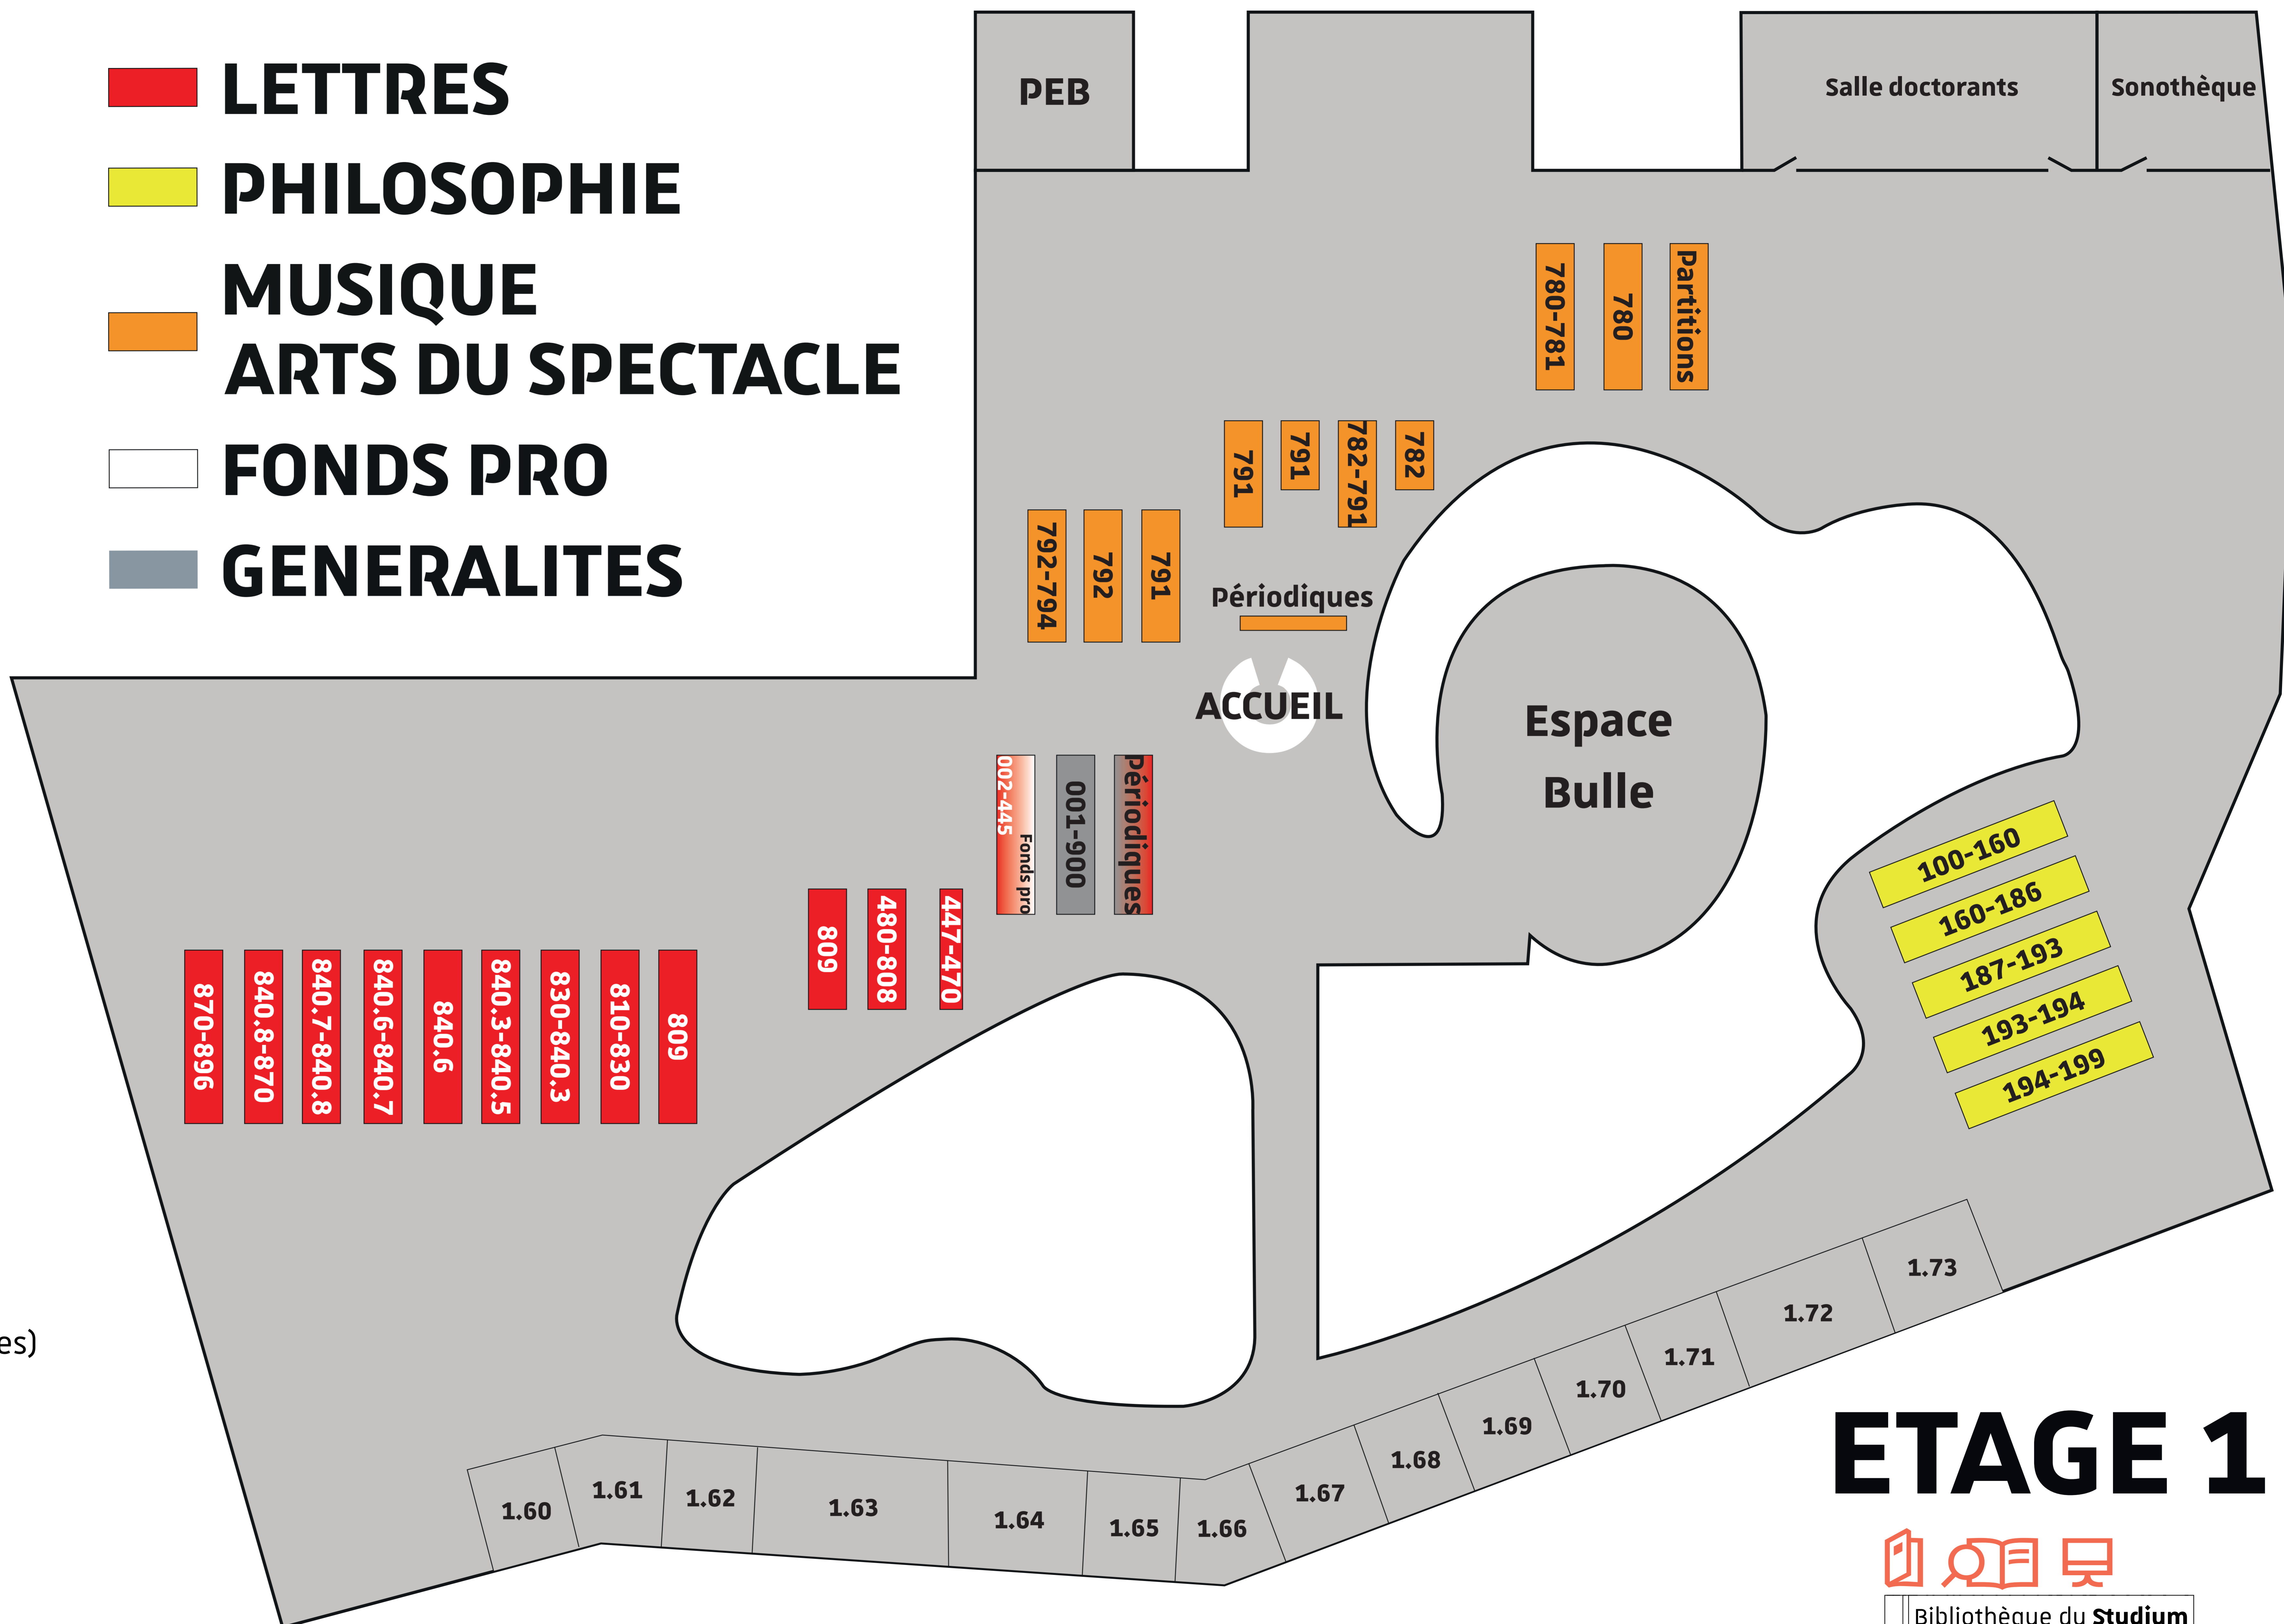 LETTRES
PHILOSOPHIE
MUSIQUE
ARTS DU SPECTACLE
FONDS PRO
GENERALITES
PEB
Salle doctorants
Sonothèque
780-781
780
Partitions
791
791
782-791
782
792-794
792
791
Périodiques
ACCUEIL
Espace
Bulle
002-445
Fonds pro
001-900
Périodiques
100-160
160-186
187-193
193-194
194-199
809
480-808
447-470
870-896
840.8-870
840.7-840.8
840.6-840.7
840.6
840.3-840.5
830-840.3
810-830
809
es)
1.60
1.61
1.62
1.63
1.64
1.65
1.66
1.67
1.68
1.69
1.70
1.71
1.72
1.73
ETAGE 1
Bibliothèque du Studium